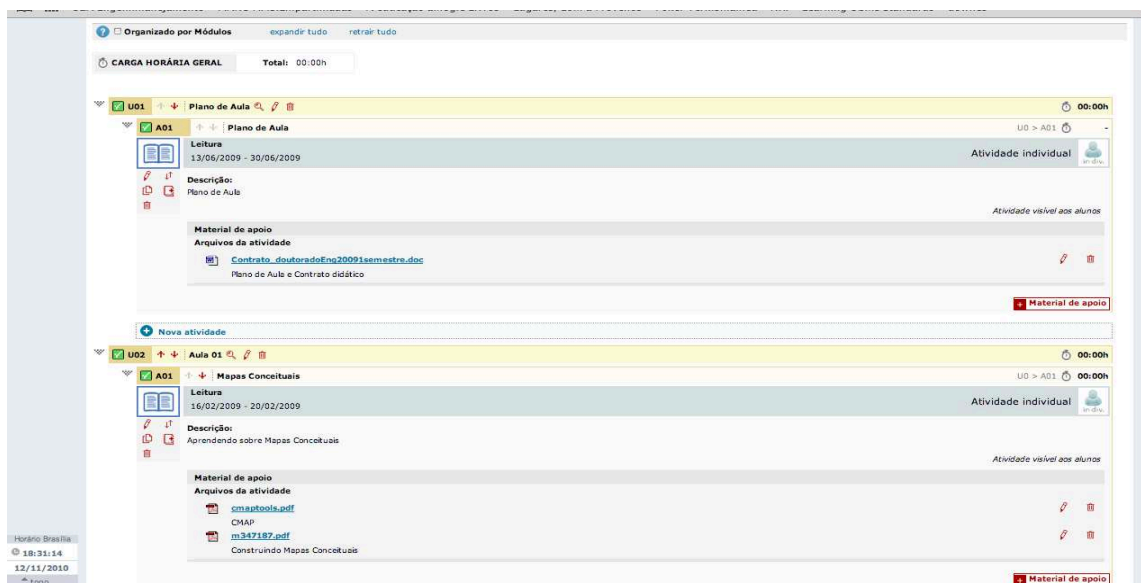 Organizado por Módulos expandir tudo retrair tudo
CARGA HORÁRIA GERAL Total: 00:00h
U01 Plano de Aula 00:00h
A01 Plano de Aula U0 > A01 -
Leitura
13/06/2009 - 30/06/2009 Atividade individual
in div.
Descrição:
Plano de Aula
Atividade visível aos alunos
Material de apoio
Arquivos da atividade
Contrato_doutoradoEng20091semestre.doc
Plano de Aula e Contrato didático
+ Material de apoio
Nova atividade
U02 Aula 01 00:00h
A01 Mapas Conceituais U0 > A01 00:00h
Leitura
16/02/2009 - 20/02/2009 Atividade individual
in div.
Descrição:
Aprendendo sobre Mapas Conceituais
Atividade visível aos alunos
Material de apoio
Arquivos da atividade
cmaptools.pdf
CMAP
m347187.pdf
Construindo Mapas Conceituais
Horário Brasília
18:31:14
12/11/2010
topo
+ Material de apoio